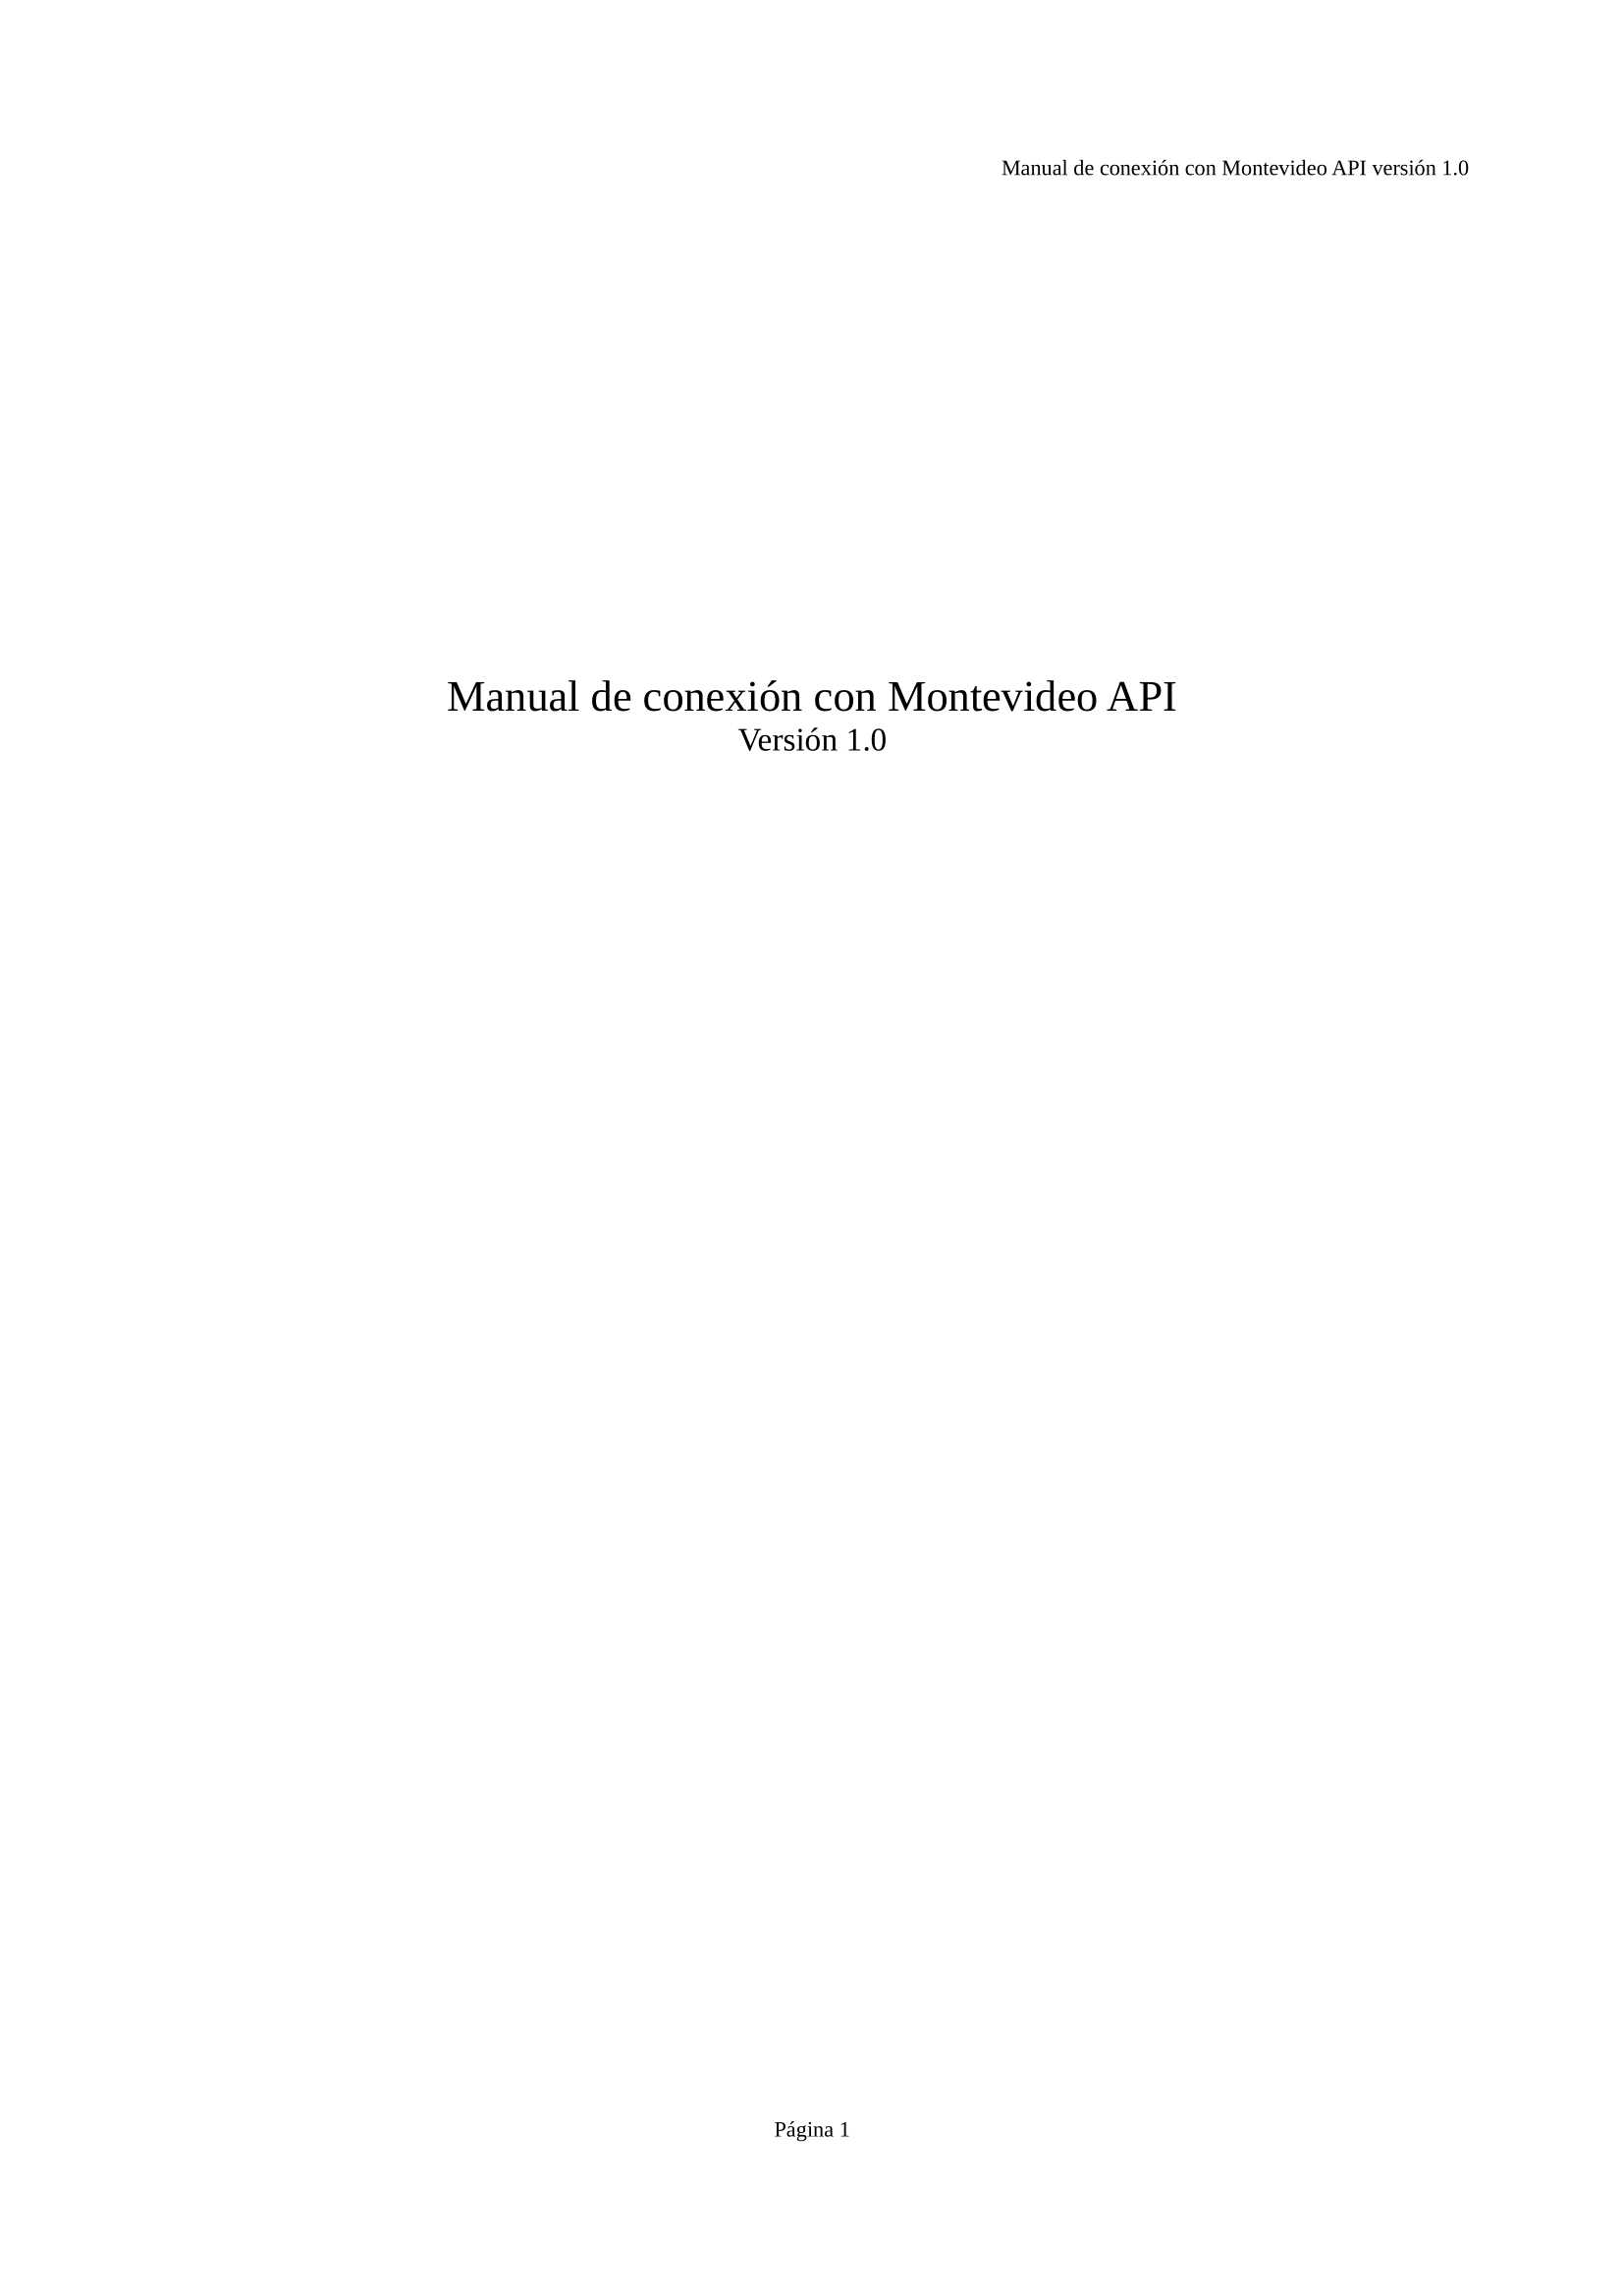 Manual de conexión con Montevideo API versión 1.0
Manual de conexión con Montevideo API
Versión 1.0
Página 1